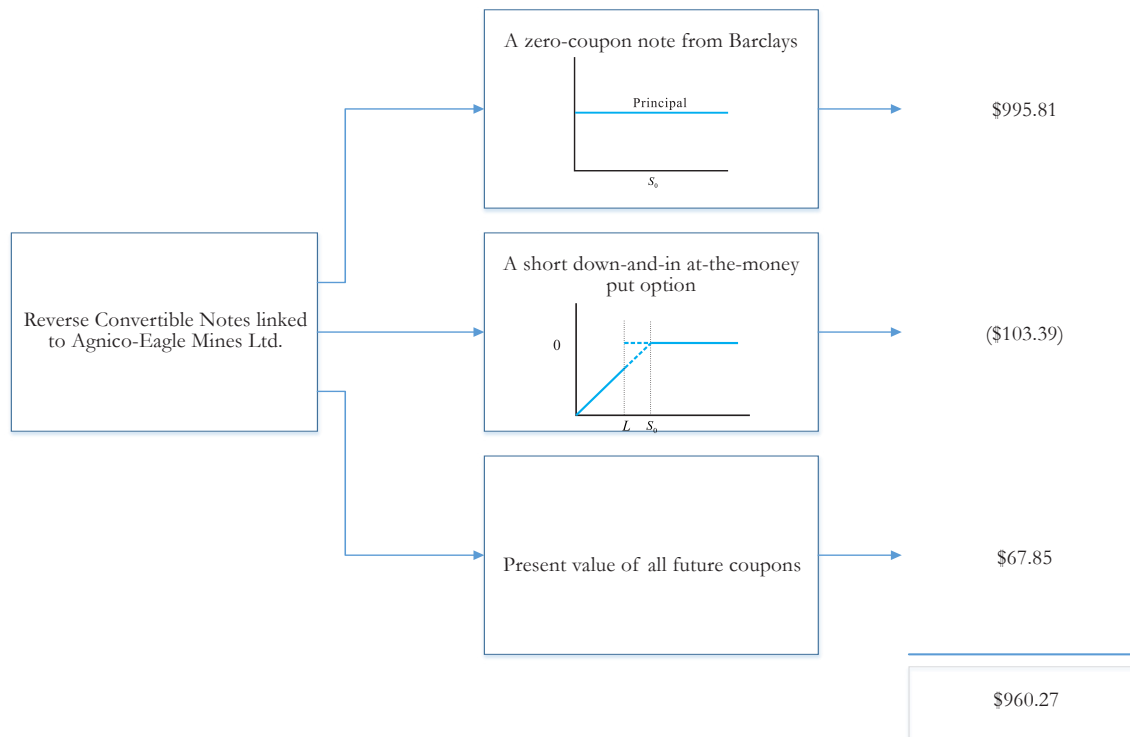 A zero-coupon note from Barclays
Principal
S₀
$995.81
Reverse Convertible Notes linked
to Agnico-Eagle Mines Ltd.
A short down-and-in at-the-money
put option
0
L S₀
($103.39)
Present value of all future coupons
$67.85
$960.27